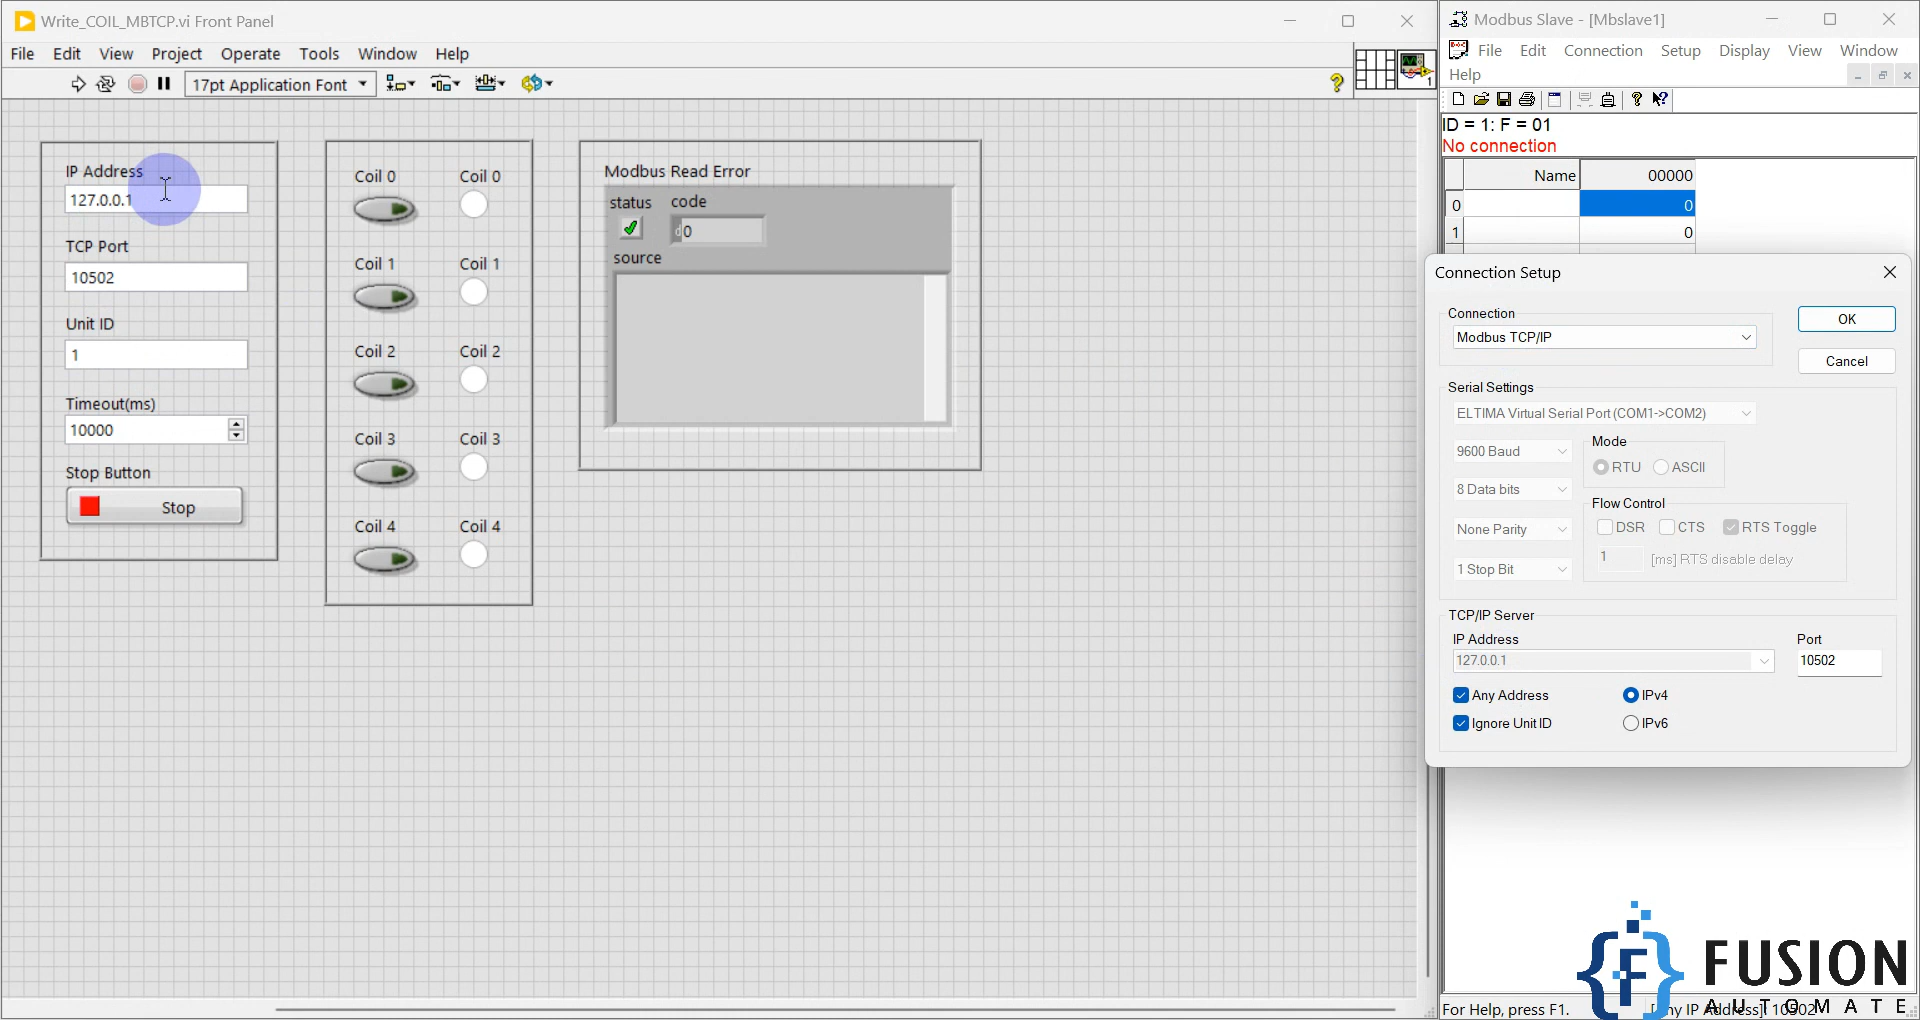 Write_COIL_MBTCP.vi Front Panel
File Edit View Project Operate Tools Window Help
17pt Application Font
?
1
IP Address
127.0.0.1
TCP Port
10502
Unit ID
1
Timeout(ms)
10000
Stop Button
Stop
Coil 0 Coil 0
Coil 1 Coil 1
Coil 2 Coil 2
Coil 3 Coil 3
Coil 4 Coil 4
Modbus Read Error
status code
d0
source
Modbus Slave - [Mbslave1]
File Edit Connection Setup Display View Window
Help
ID = 1: F = 01
No connection
Name 00000
0 0
1 0
Connection Setup
Connection
Modbus TCP/IP
OK
Cancel
Serial Settings
ELTIMA Virtual Serial Port (COM1->COM2)
9600 Baud
Mode
RTU ASCII
8 Data bits
Flow Control
DSR CTS RTS Toggle
None Parity
1 [ms] RTS disable delay
1 Stop Bit
TCP/IP Server
IP Address Port
127.0.0.1 10502
Any Address IPv4
Ignore Unit ID IPv6
FUSION
AUTOMATE
For Help, press F1. [Any IP Address]: 10502